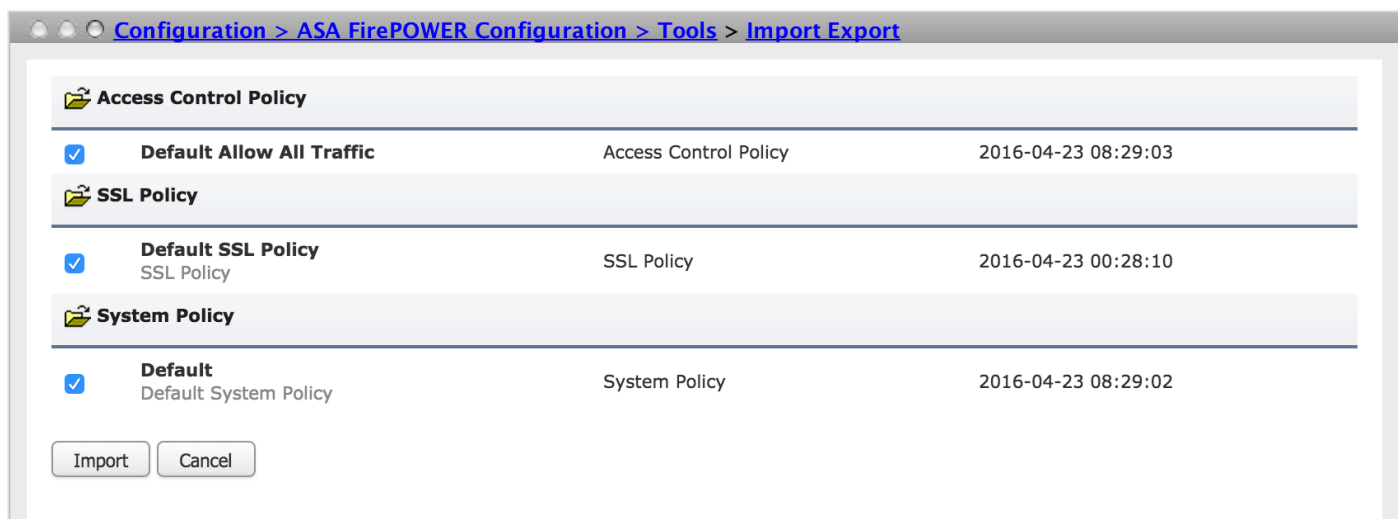 Configuration > ASA FirePOWER Configuration > Tools > Import Export
Access Control Policy
Default Allow All Traffic Access Control Policy 2016-04-23 08:29:03
SSL Policy
Default SSL Policy
SSL Policy SSL Policy 2016-04-23 00:28:10
System Policy
Default
Default System Policy System Policy 2016-04-23 08:29:02
Import Cancel